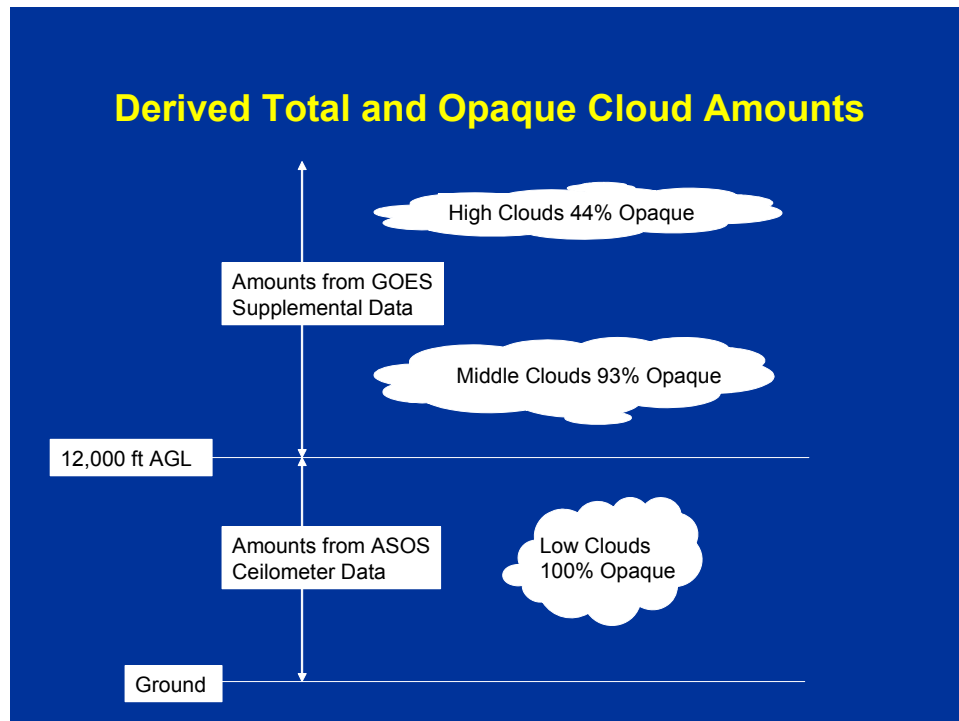 Derived Total and Opaque Cloud Amounts
High Clouds 44% Opaque
Amounts from GOES
Supplemental Data
Middle Clouds 93% Opaque
12,000 ft AGL
Amounts from ASOS
Ceilometer Data
Low Clouds
100% Opaque
Ground